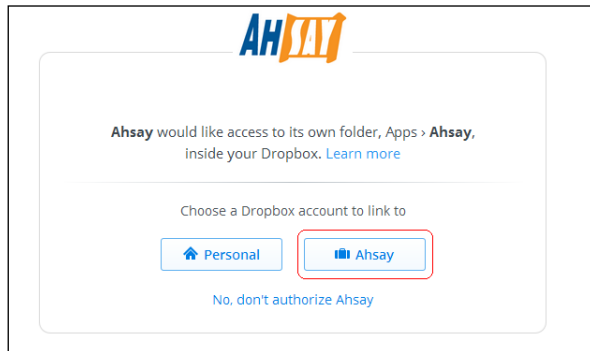 AHSAY
Ahsay would like access to its own folder, Apps › Ahsay,
inside your Dropbox. Learn more
Choose a Dropbox account to link to
Personal
Ahsay
No, don't authorize Ahsay